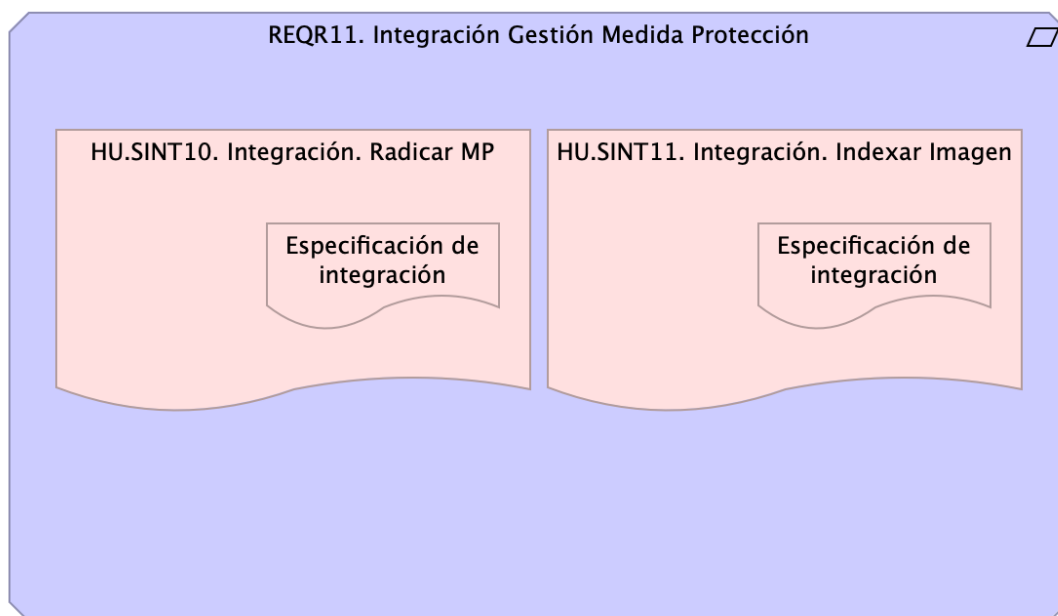 REQR11. Integración Gestión Medida Protección
HU.SINT10. Integración. Radicar MP
Especificación de
integración
HU.SINT11. Integración. Indexar Imagen
Especificación de
integración